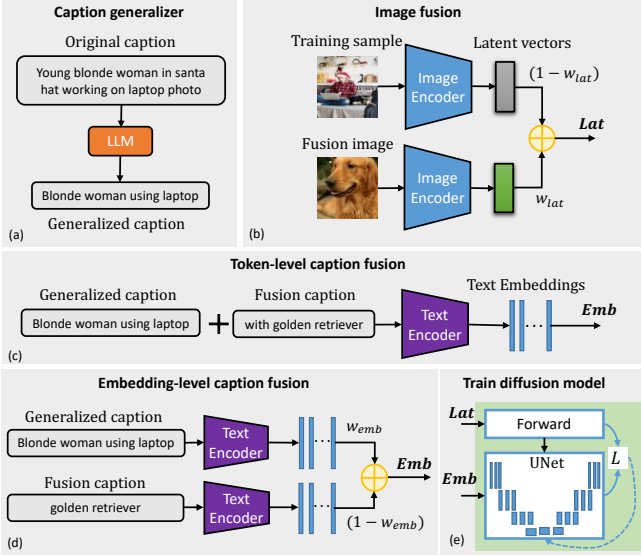 Caption generalizer
Original caption
Young blonde woman in santa
hat working on laptop photo
LLM
Blonde woman using laptop
Generalized caption
(a)
Image fusion
Training sample
Latent vectors
Image
Encoder
(1 − w_lat)
Lat
Fusion image
Image
Encoder
w_lat
(b)
Token-level caption fusion
Generalized caption
Fusion caption
Text Embeddings
Blonde woman using laptop
+
with golden retriever
Text
Encoder
...
Emb
(c)
Embedding-level caption fusion
Generalized caption
Blonde woman using laptop
Text
Encoder
...
w_emb
Emb
Fusion caption
golden retriever
Text
Encoder
...
(1 − w_emb)
(d)
Train diffusion model
Lat
Forward
UNet
L
Emb
(e)